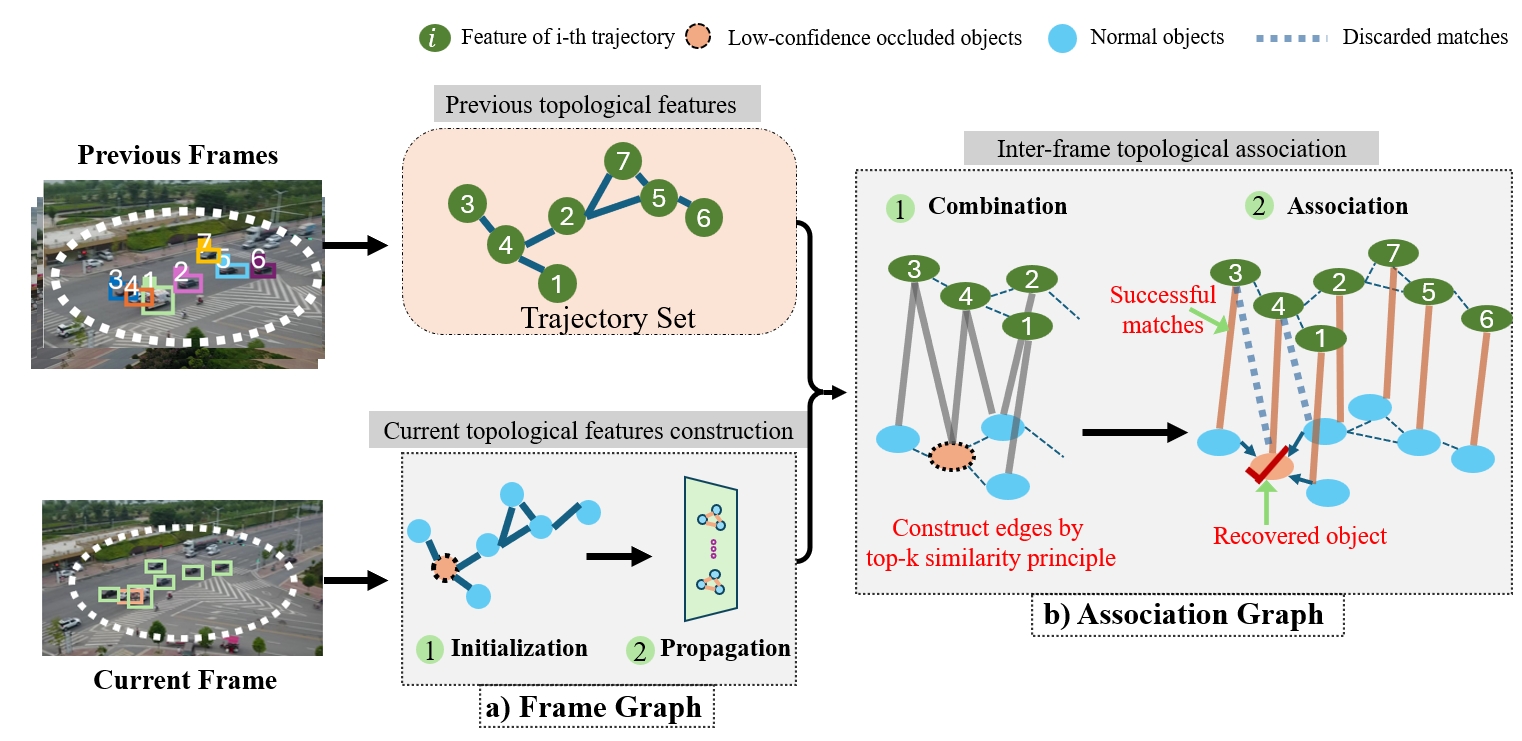 i Feature of i-th trajectory Low-confidence occluded objects Normal objects Discarded matches
Previous topological features
Previous Frames
3 4 1 2 7 5 6
7
3
2
5
6
4
1
Trajectory Set
Current topological features construction
Current Frame
1 Initialization
2 Propagation
a) Frame Graph
Inter-frame topological association
1 Combination
2 Association
3
4
2
1
Construct edges by
top-k similarity principle
Successful
matches
3
4
2
1
7
5
6
Recovered object
b) Association Graph